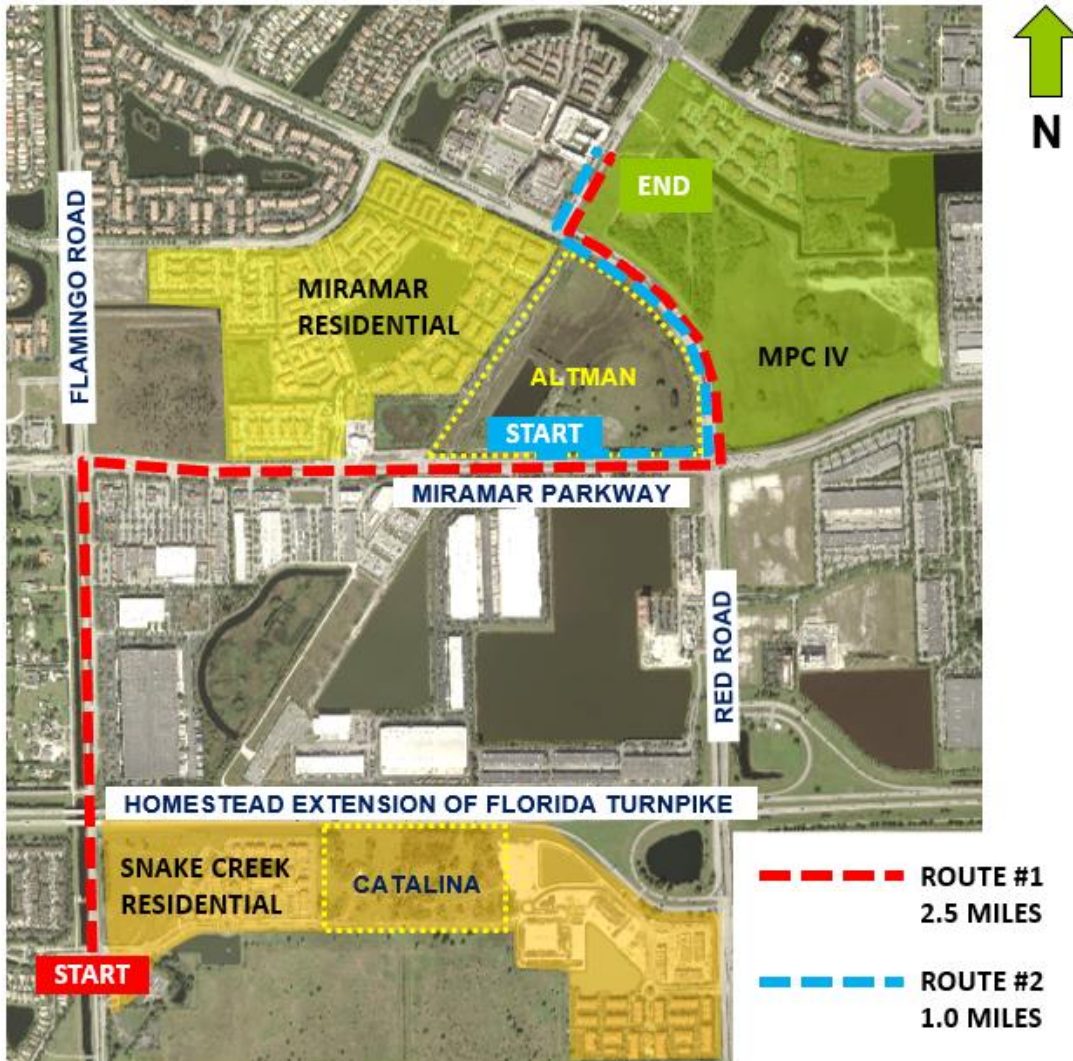 N
END
FLAMINGO ROAD
MIRAMAR
RESIDENTIAL
MPC IV
ALTMAN
START
MIRAMAR PARKWAY
RED ROAD
HOMESTEAD EXTENSION OF FLORIDA TURNPIKE
SNAKE CREEK
RESIDENTIAL
CATALINA
START
ROUTE #1
2.5 MILES
ROUTE #2
1.0 MILES